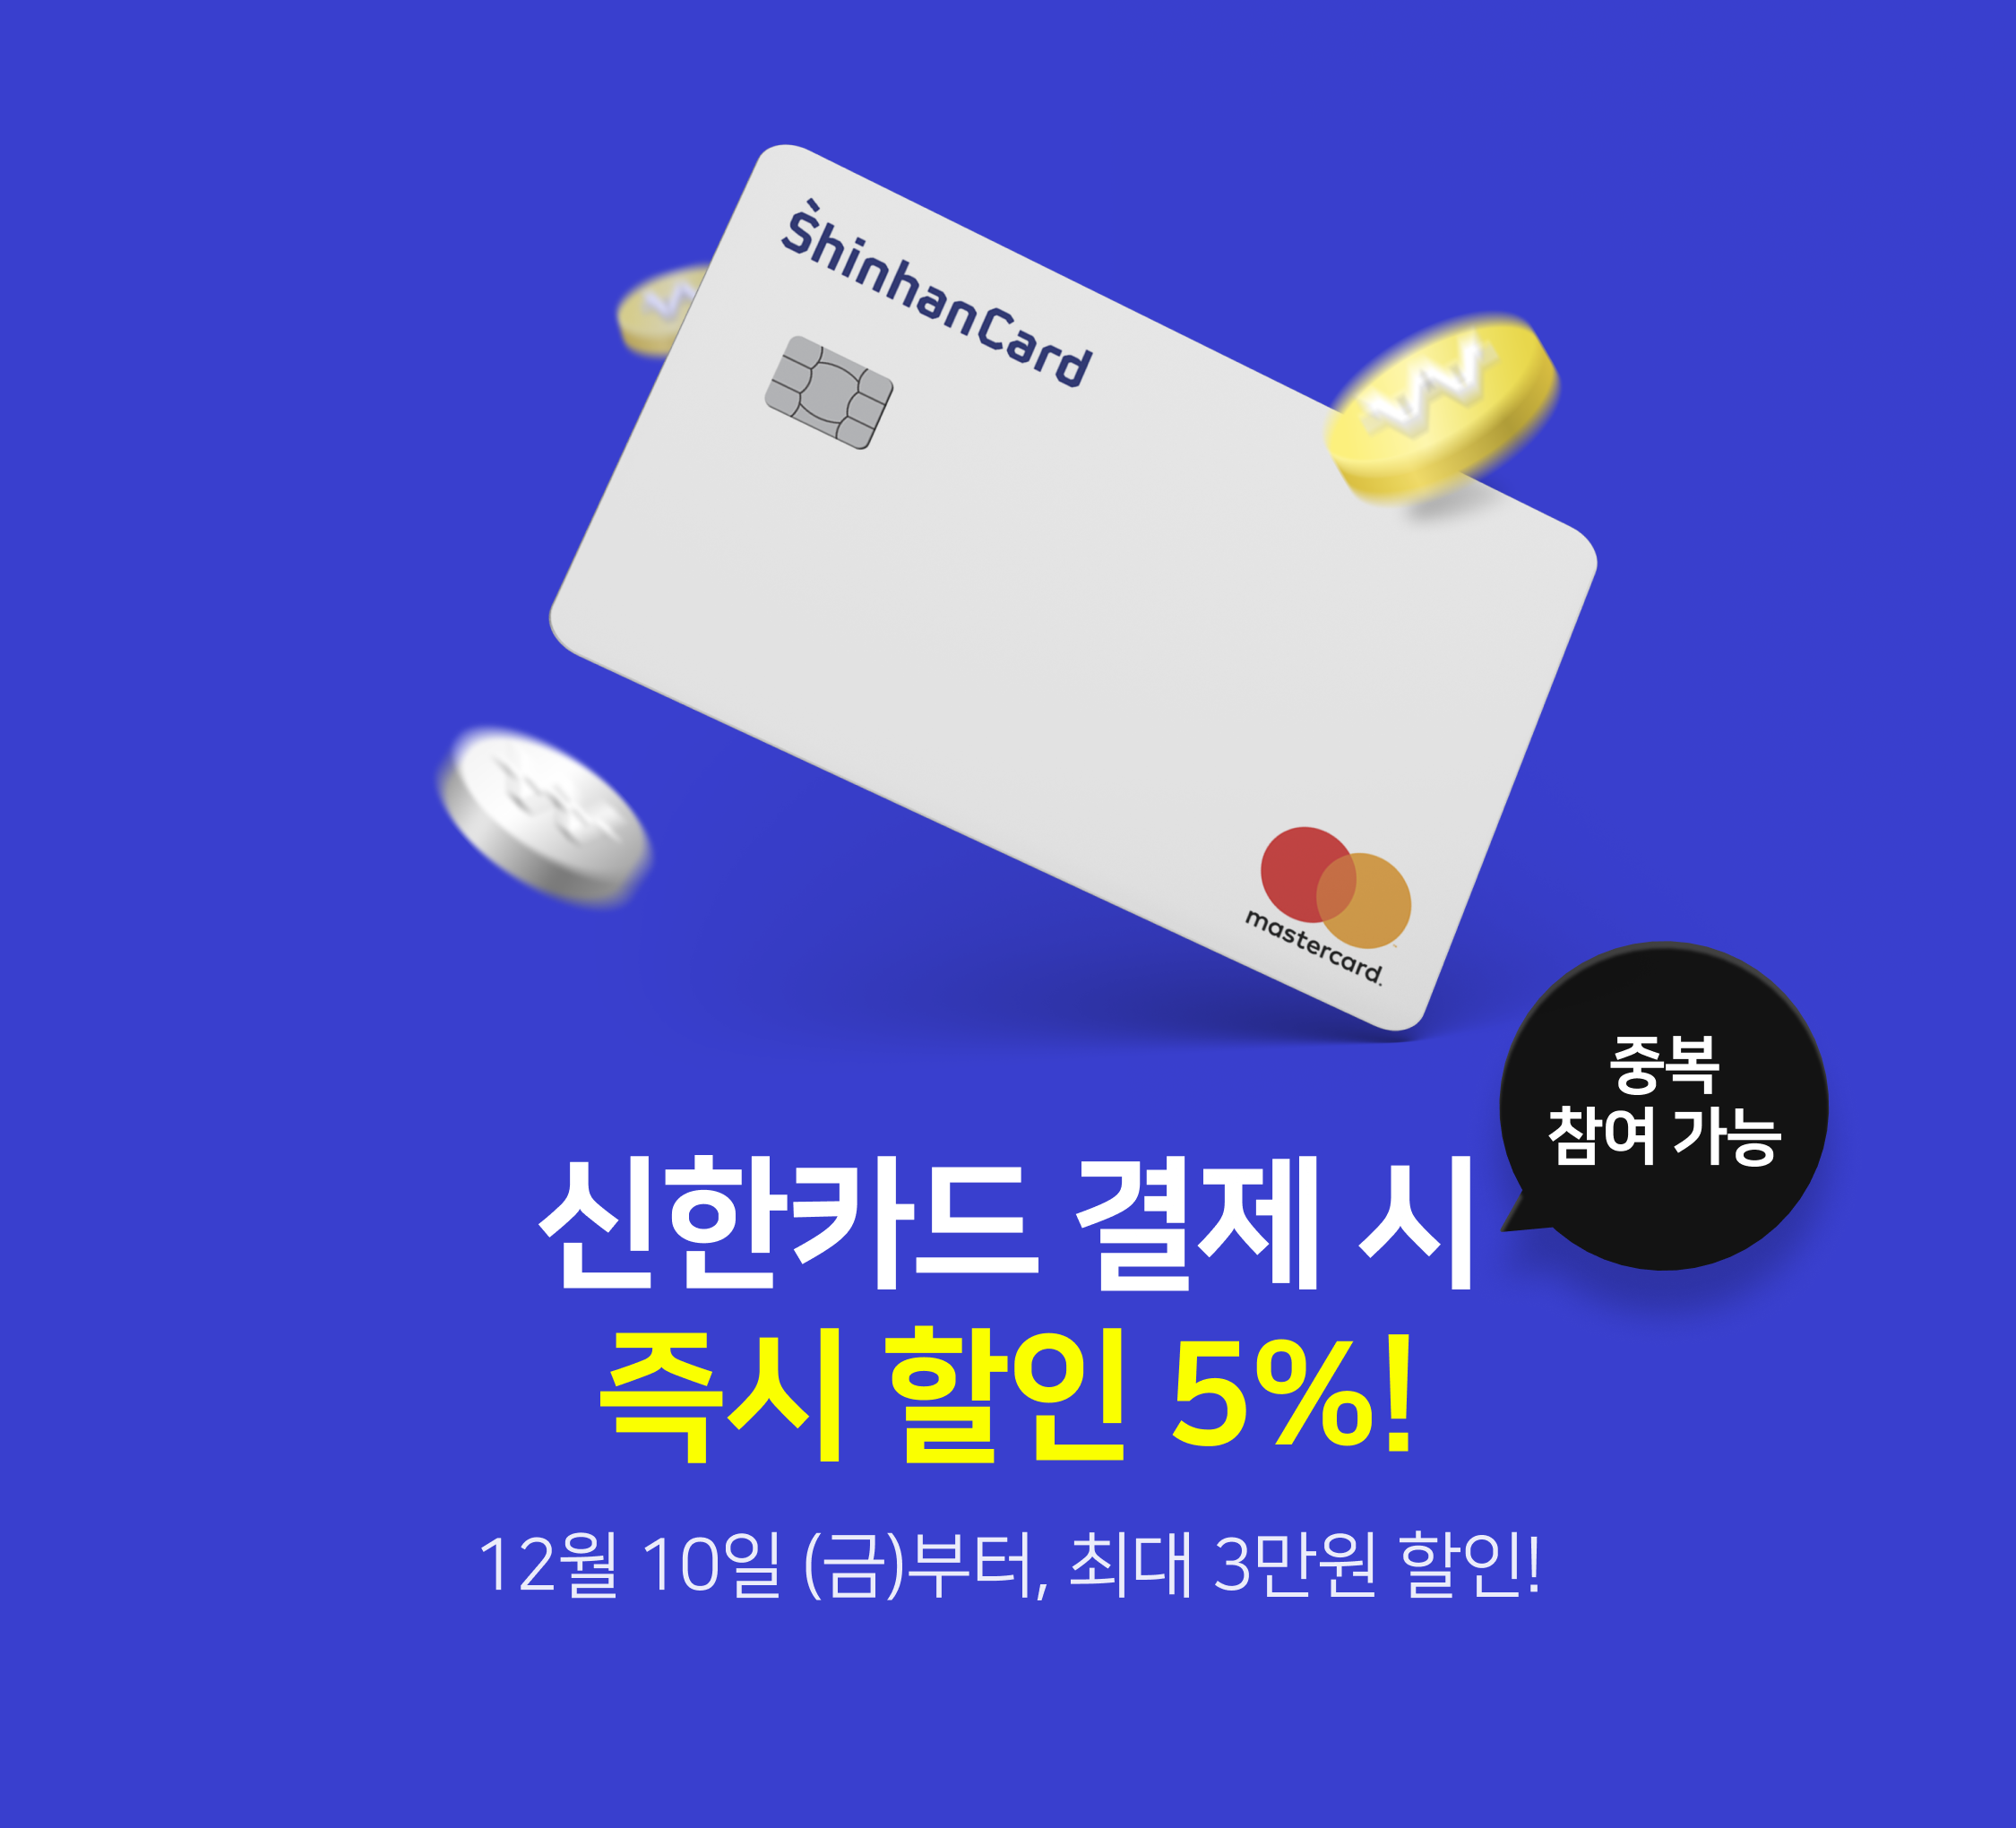 ShinhanCard
mastercard.
중복
참여 가능
신한카드 결제 시
즉시 할인 5%!
12월 10일 (금)부터, 최대 3만원 할인!